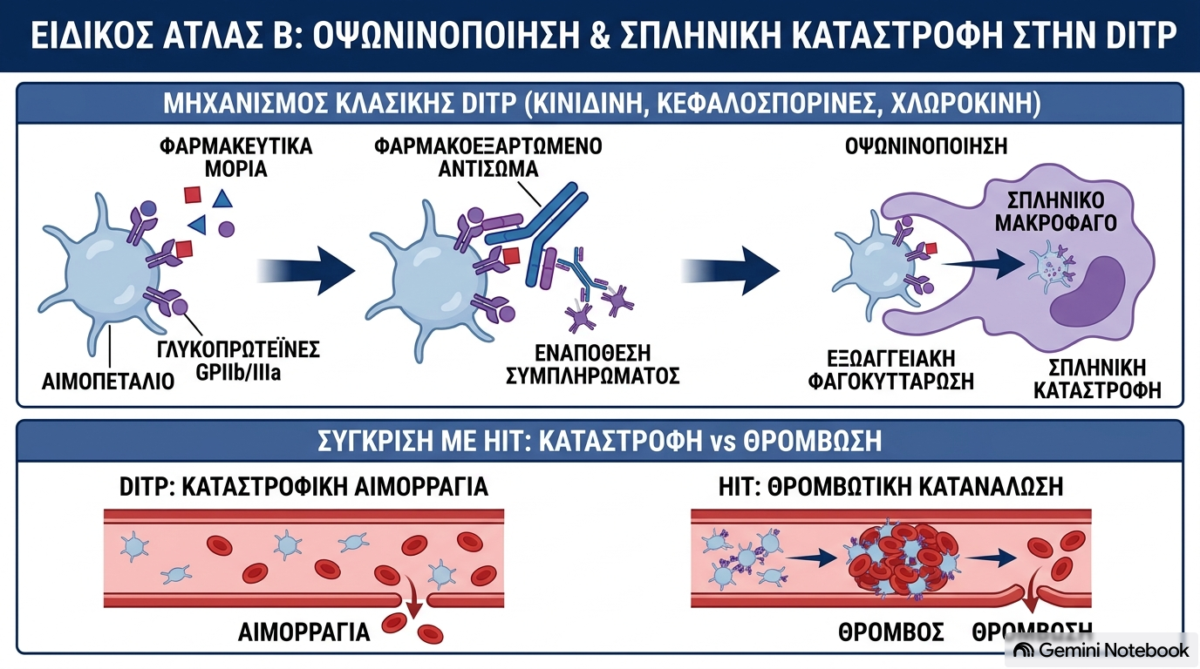 ΕΙΔΙΚΟΣ ΑΤΛΑΣ Β: ΟΨΩΝΙΝΟΠΟΙΗΣΗ & ΣΠΛΗΝΙΚΗ ΚΑΤΑΣΤΡΟΦΗ ΣΤΗΝ DITP
ΜΗΧΑΝΙΣΜΟΣ ΚΛΑΣΙΚΗΣ DITP (ΚΙΝΙΔΙΝΗ, ΚΕΦΑΛΟΣΠΟΡΙΝΕΣ, ΧΛΩΡΟΚΙΝΗ)
ΦΑΡΜΑΚΕΥΤΙΚΑ
ΜΟΡΙΑ
ΓΛΥΚΟΠΡΩΤΕΪΝΕΣ
GPIIb/IIIa
ΑΙΜΟΠΕΤΑΛΙΟ
ΦΑΡΜΑΚΟΕΞΑΡΤΩΜΕΝΟ
ΑΝΤΙΣΩΜΑ
ΕΝΑΠΟΘΕΣΗ
ΣΥΜΠΛΗΡΩΜΑΤΟΣ
ΟΨΩΝΙΝΟΠΟΙΗΣΗ
ΣΠΛΗΝΙΚΟ
ΜΑΚΡΟΦΑΓΟ
ΕΞΩΑΓΓΕΙΑΚΗ
ΦΑΓΟΚΥΤΤΑΡΩΣΗ
ΣΠΛΗΝΙΚΗ
ΚΑΤΑΣΤΡΟΦΗ
ΣΥΓΚΡΙΣΗ ΜΕ HIT: ΚΑΤΑΣΤΡΟΦΗ vs ΘΡΟΜΒΩΣΗ
DITP: ΚΑΤΑΣΤΡΟΦΙΚΗ ΑΙΜΟΡΡΑΓΙΑ
ΑΙΜΟΡΡΑΓΙΑ
HIT: ΘΡΟΜΒΩΤΙΚΗ ΚΑΤΑΝΑΛΩΣΗ
ΘΡΟΜΒΟΣ
ΘΡΟΜΒΩΣΗ
Gemini Notebook